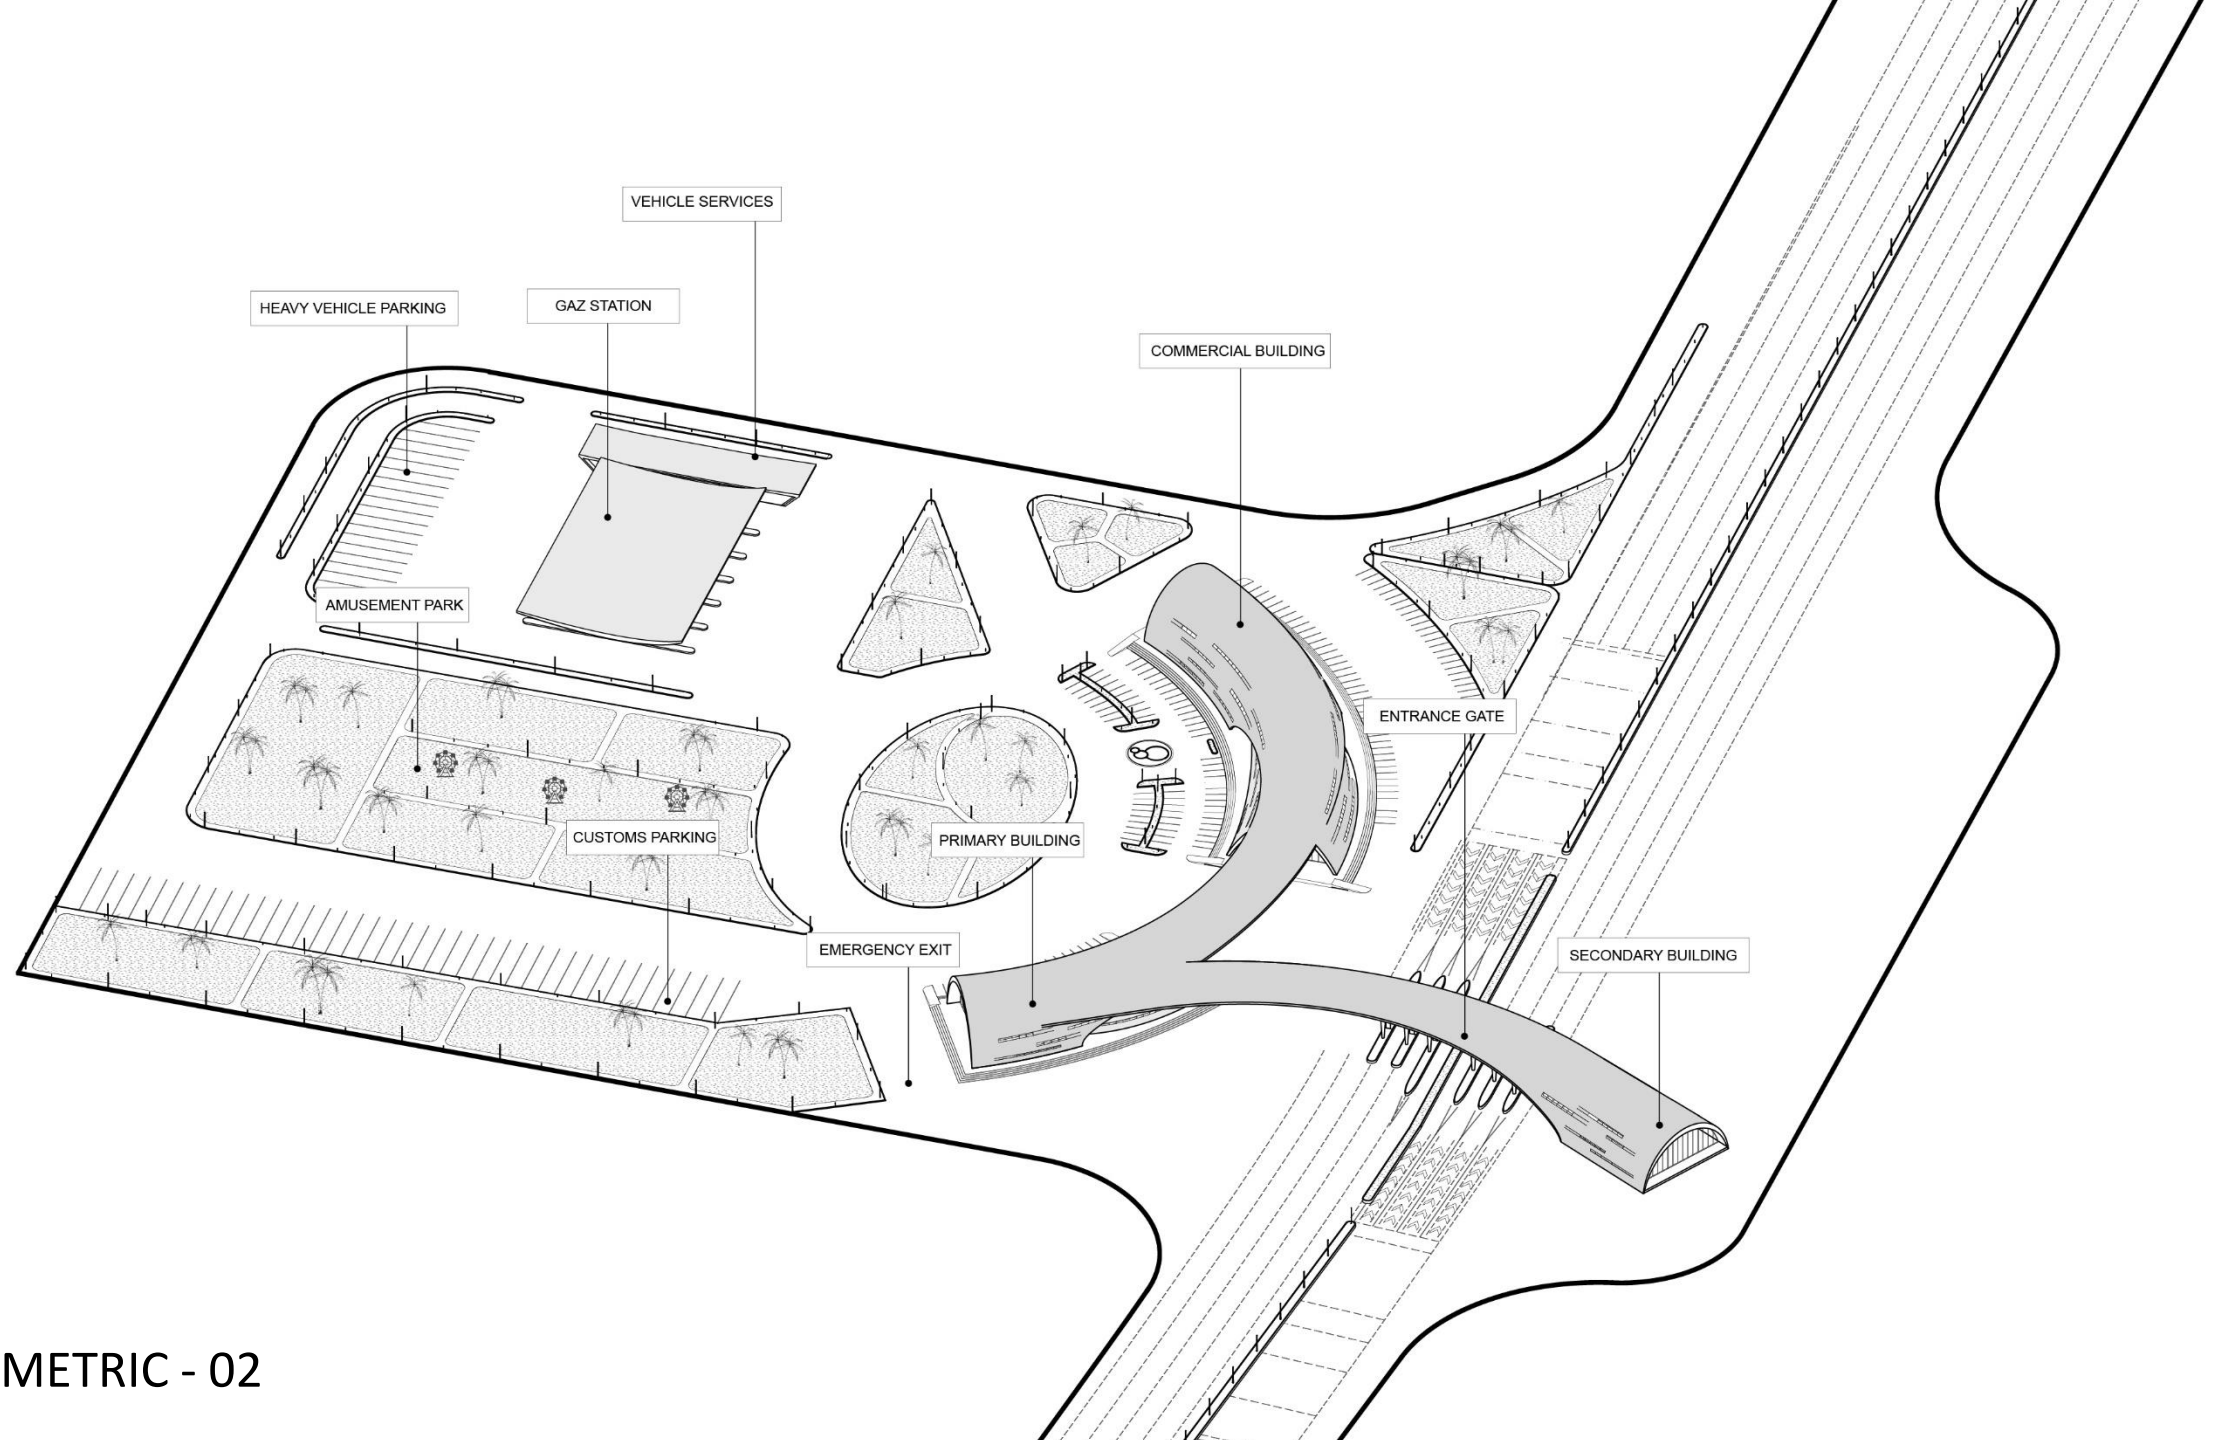 VEHICLE SERVICES
HEAVY VEHICLE PARKING
GAZ STATION
COMMERCIAL BUILDING
AMUSEMENT PARK
ENTRANCE GATE
CUSTOMS PARKING
PRIMARY BUILDING
EMERGENCY EXIT
SECONDARY BUILDING
METRIC - 02